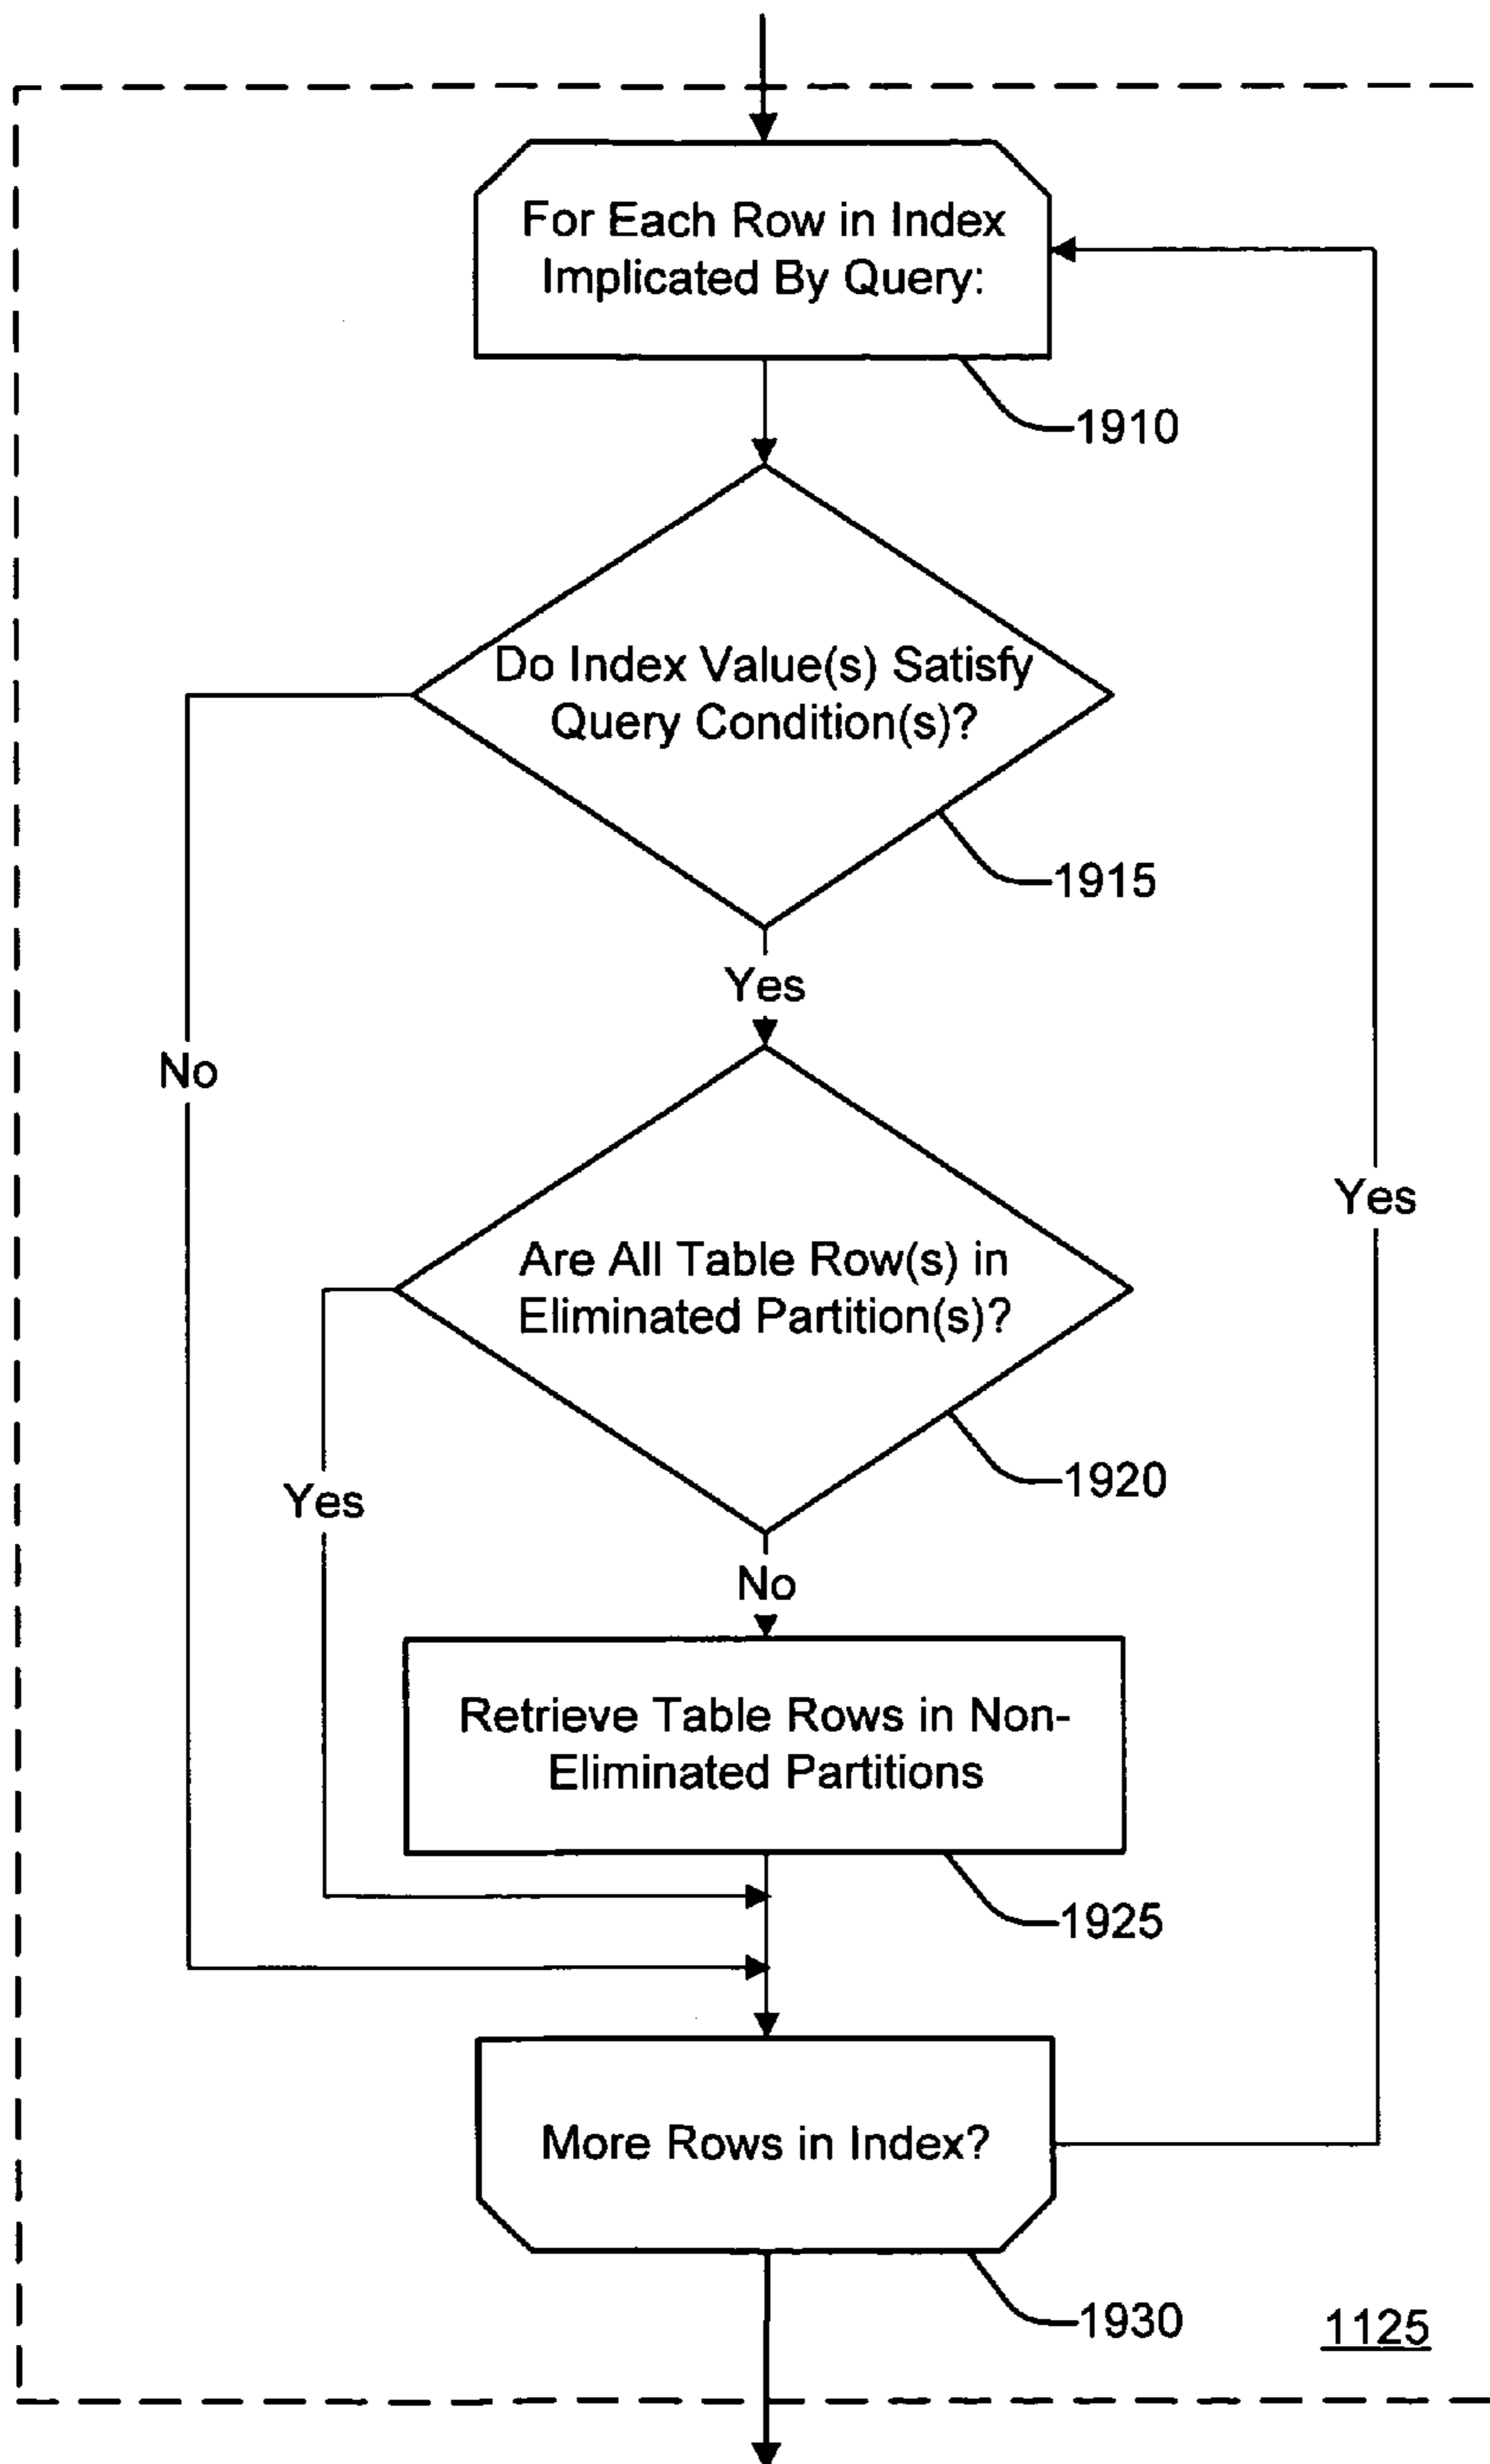 For Each Row in Index
Implicated By Query:
1910
Do Index Value(s) Satisfy
Query Condition(s)?
1915
Yes
No
Yes
Are All Table Row(s) in
Eliminated Partition(s)?
1920
Yes
No
Retrieve Table Rows in Non-
Eliminated Partitions
1925
More Rows in Index?
1930
1125